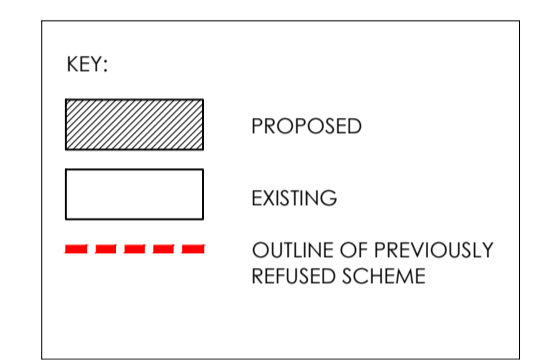 KEY:
PROPOSED
EXISTING
OUTLINE OF PREVIOUSLY
REFUSED SCHEME